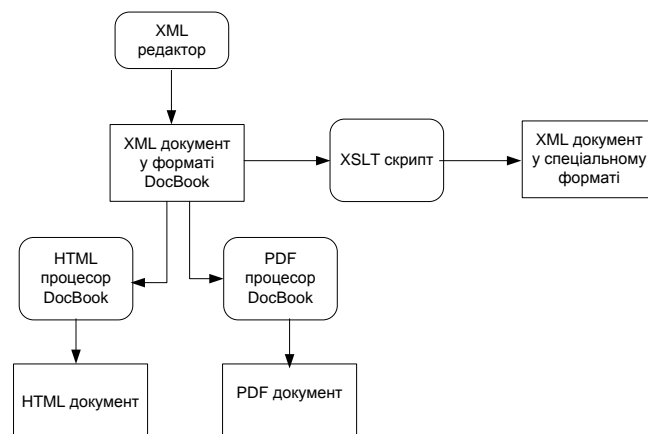 XML
редактор
XML документ
у форматі
DocBook
XSLT скрипт
XML документ
у спеціальному
форматі
HTML
процесор
DocBook
PDF
процесор
DocBook
HTML документ
PDF документ